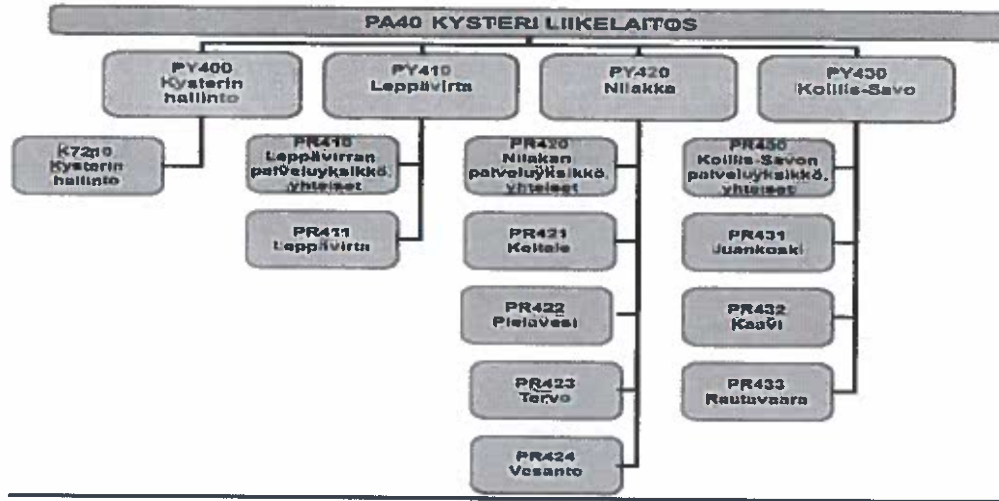 PA40 KYSTERI LIIKELAITOS
PY400
Kysterin
hallinto
PY410
Leppävirta
PY420
Nilakka
PY430
Koillis-Savo
K7210
Kysterin
hallinto
PR410
Leppävirran
palveluyksikkö,
yhteiset
PR411
Leppävirta
PR420
Nilakan
palveluyksikkö,
yhteiset
PR421
Keitele
PR422
Pielavesi
PR423
Tervo
PR424
Vesanto
PR430
Koillis-Savon
palveluyksikkö,
yhteiset
PR431
Juankoski
PR432
Kaavi
PR433
Rautavaara